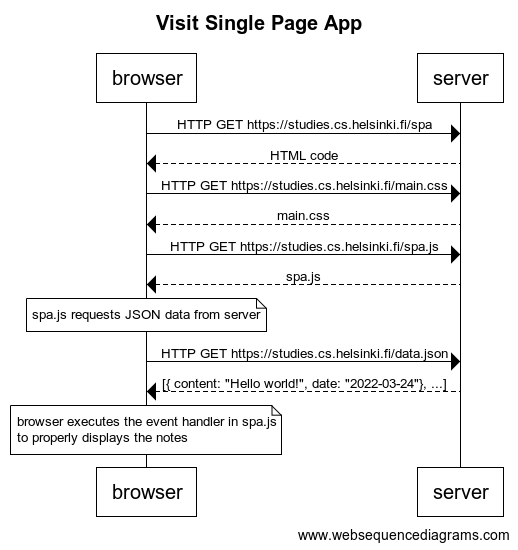 Visit Single Page App
browser
server
HTTP GET https://studies.cs.helsinki.fi/spa
HTML code
HTTP GET https://studies.cs.helsinki.fi/main.css
main.css
HTTP GET https://studies.cs.helsinki.fi/spa.js
spa.js
spa.js requests JSON data from server
HTTP GET https://studies.cs.helsinki.fi/data.json
[{ content: "Hello world!", date: "2022-03-24"}, ...]
browser executes the event handler in spa.js
to properly displays the notes
browser
server
www.websequencediagrams.com